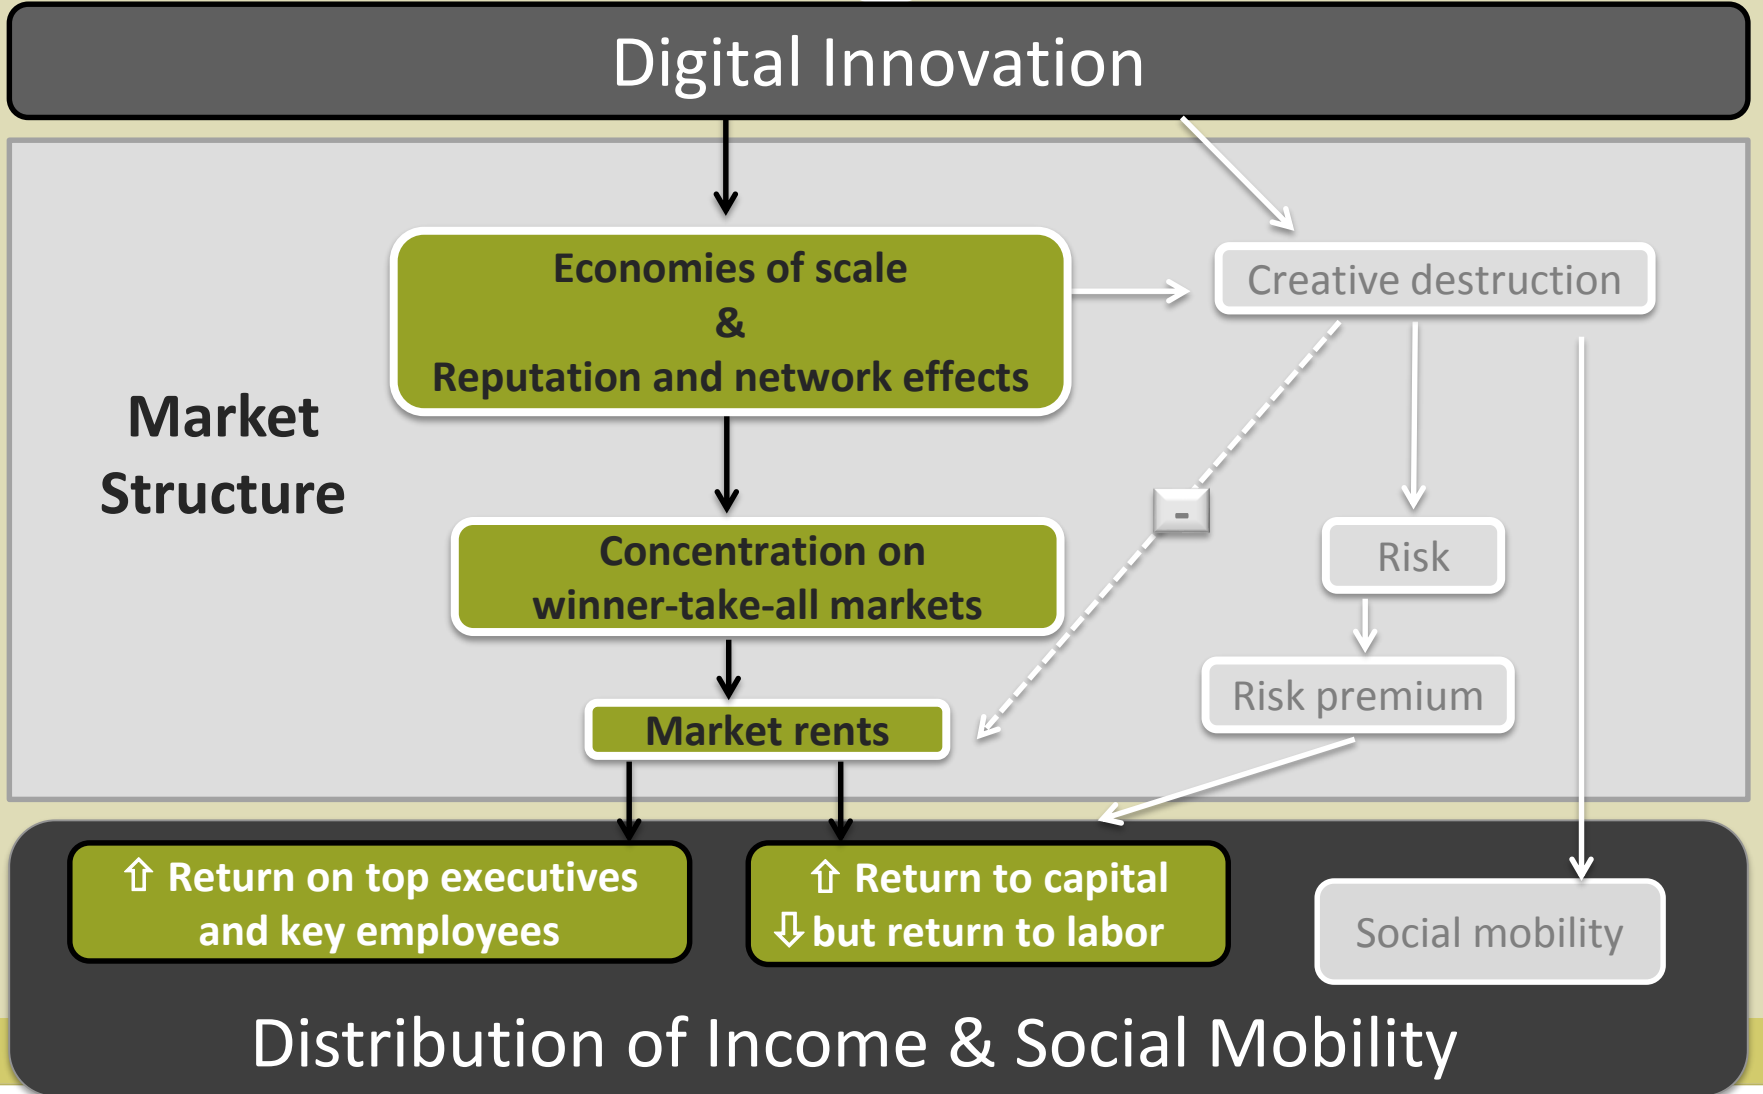 Digital Innovation
Economies of scale
&
Reputation and network effects
Creative destruction
Market
Structure
-
Concentration on
winner-take-all markets
Risk
Risk premium
Market rents
⇧ Return on top executives
and key employees
⇧ Return to capital
⇩ but return to labor
Social mobility
Distribution of Income & Social Mobility